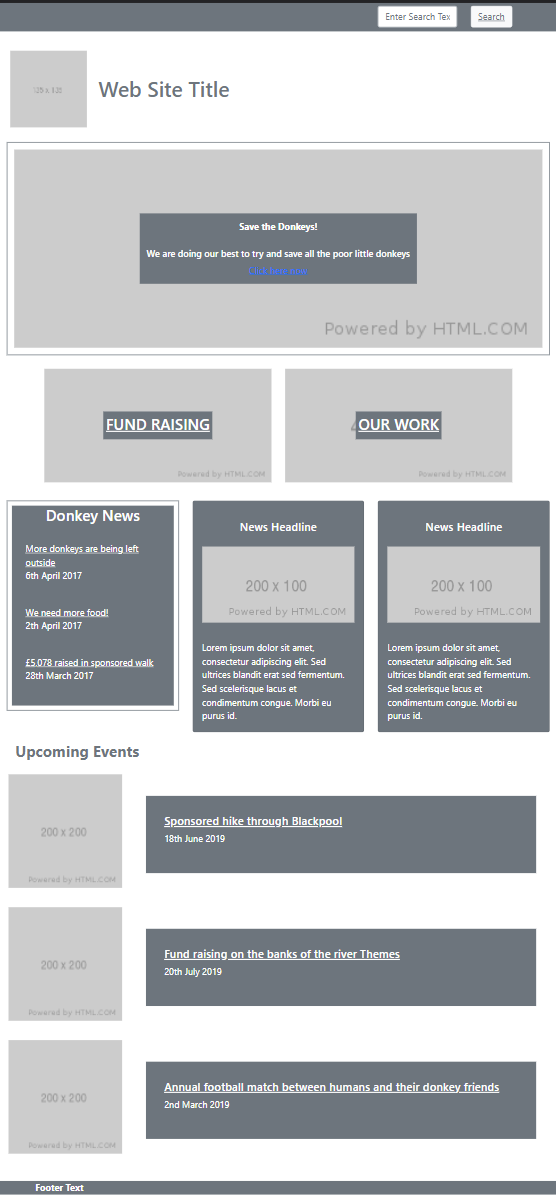 Enter Search Tex
Search
Web Site Title
Save the Donkeys!
We are doing our best to try and save all the poor little donkeys
Powered by HTML.COM
FUND RAISING
Powered by HTML.COM
OUR WORK
Powered by HTML.COM
Donkey News
More donkeys are being left
outside
6th April 2017
We need more food!
2th April 2017
£5.078 raised in sponsored walk
28th March 2017
News Headline
200 x 100
Powered by HTML.COM
Lorem ipsum dolor sit amet,
consectetur adipiscing elit. Sed
ultrices blandit erat sed fermentum.
Sed scelerisque lacus et
condimentum congue. Morbi eu
purus id.
News Headline
200 x 100
Powered by HTML.COM
Lorem ipsum dolor sit amet,
consectetur adipiscing elit. Sed
ultrices blandit erat sed fermentum.
Sed scelerisque lacus et
condimentum congue. Morbi eu
purus id.
Upcoming Events
200 x 200
Powered by HTML.COM
Sponsored hike through Blackpool
18th June 2019
200 x 200
Powered by HTML.COM
Fund raising on the banks of the river Themes
20th July 2019
200 x 200
Powered by HTML.COM
Annual football match between humans and their donkey friends
2nd March 2019
Footer Text